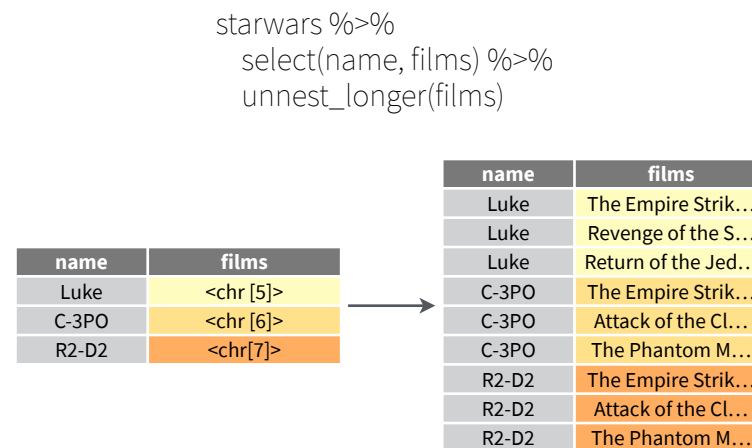 starwars %>%
select(name, films) %>%
unnest_longer(films)
name films
Luke <chr [5]>
C-3PO <chr [6]>
R2-D2 <chr[7]>
name films
Luke The Empire Strik…
Luke Revenge of the S…
Luke Return of the Jed…
C-3PO The Empire Strik…
C-3PO Attack of the Cl…
C-3PO The Phantom M…
R2-D2 The Empire Strik…
R2-D2 Attack of the Cl…
R2-D2 The Phantom M…